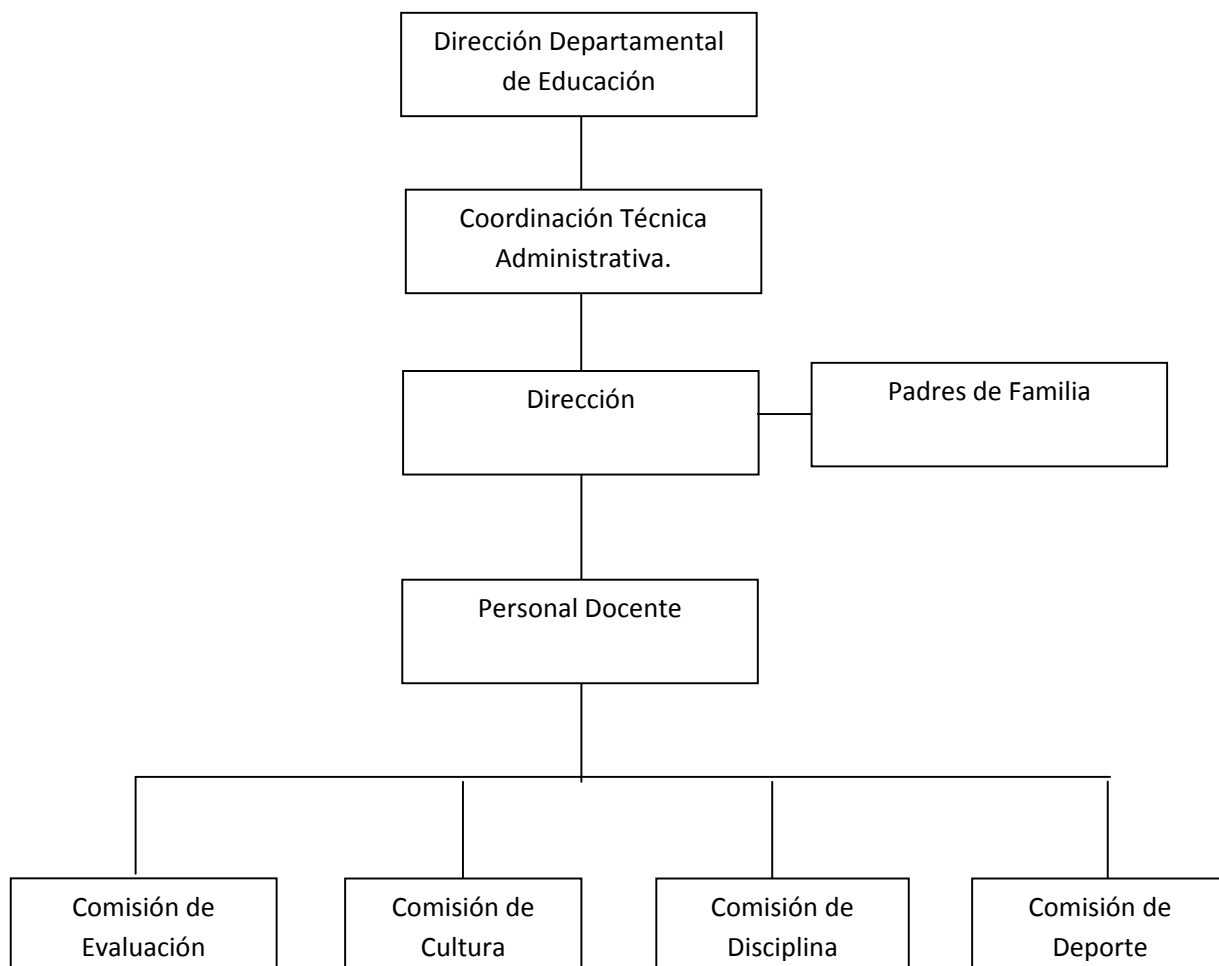 Dirección Departamental
de Educación
Coordinación Técnica
Administrativa.
Dirección
Padres de Familia
Personal Docente
Comisión de
Evaluación
Comisión de
Cultura
Comisión de
Disciplina
Comisión de
Deporte